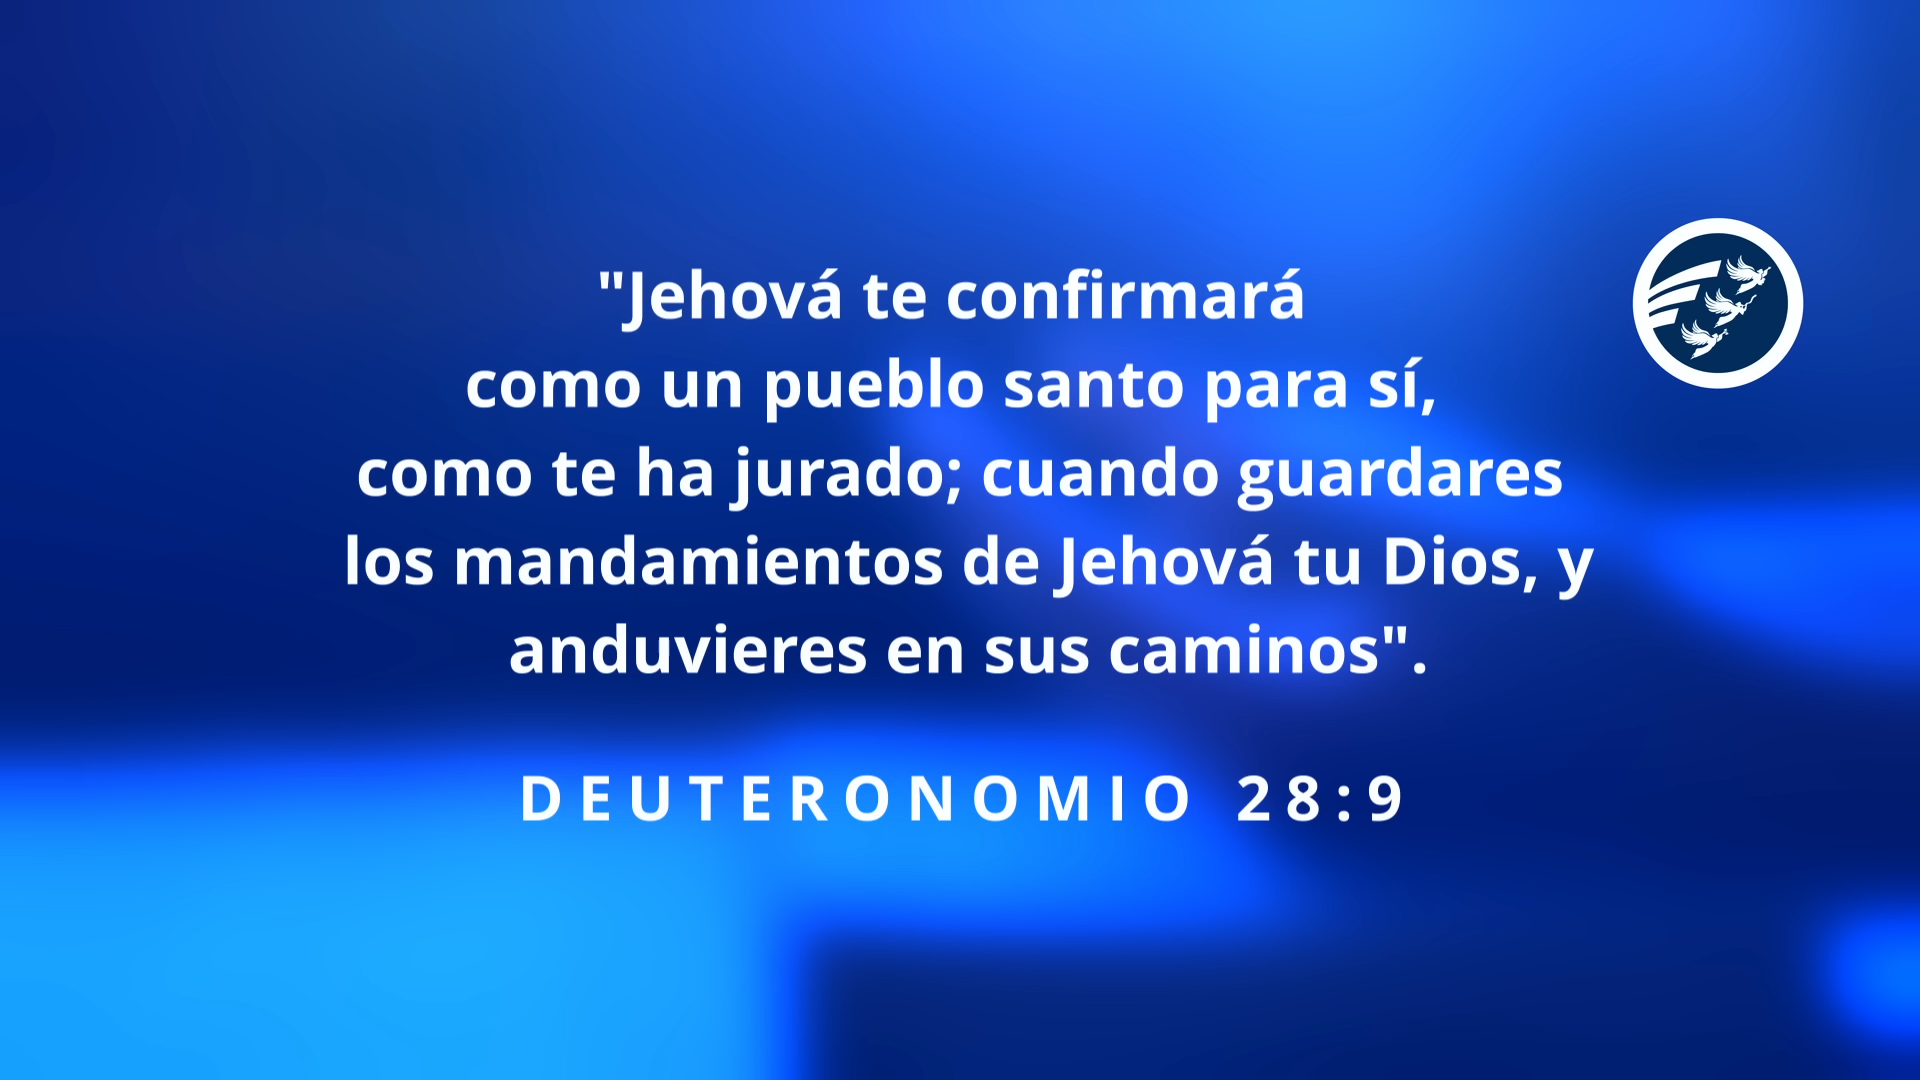 "Jehová te confirmará
como un pueblo santo para sí,
como te ha jurado; cuando guardares
los mandamientos de Jehová tu Dios, y
anduvieres en sus caminos".
DEUTERONOMIO 28:9